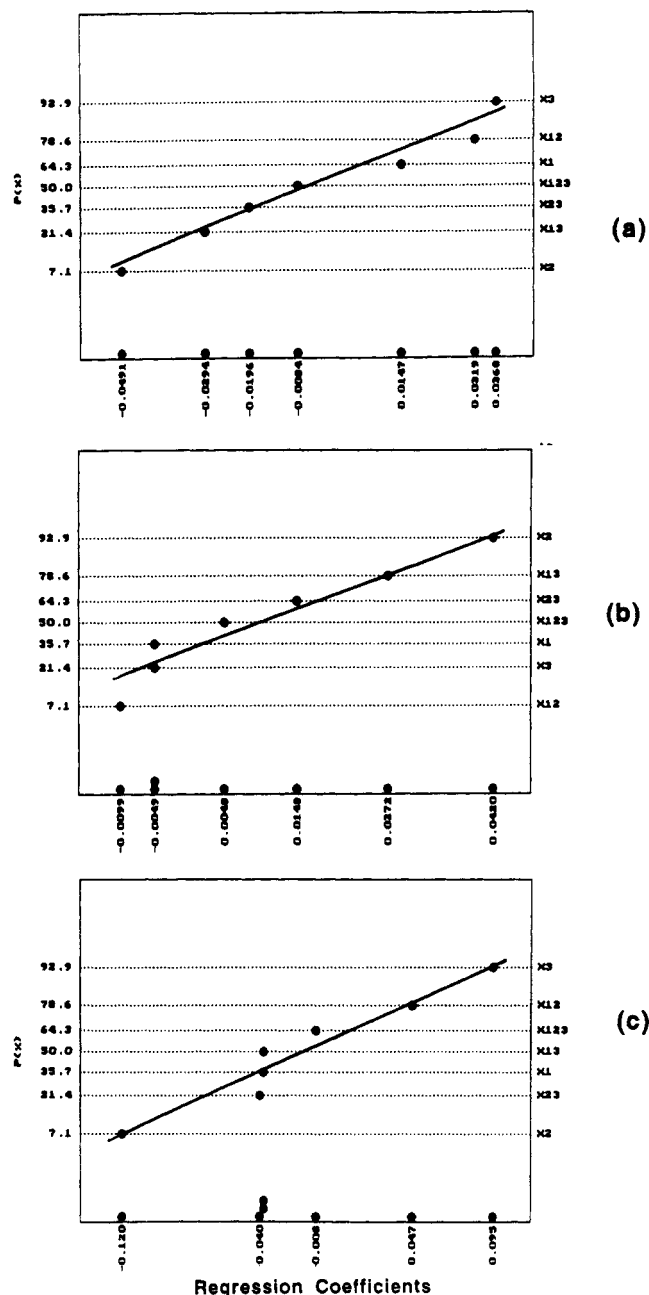 92.9 X3
78.6 X12
64.3 X1
50.0 X123
35.7 X23
21.4 X13
7.1 X2
P(X)
(a)
-0.0491 -0.0294 -0.0196 -0.0084 0.0147 0.0319 0.0368
92.9 X2
78.6 X13
64.3 X23
50.0 X123
35.7 X1
21.4 X3
7.1 X12
(b)
-0.0099 -0.0049 0.0048 0.0148 0.0272 0.0420
92.9 X3
78.6 X12
64.3 X123
50.0 X13
35.7 X1
21.4 X23
7.1 X2
P(X)
(c)
-0.120 -0.040 -0.008 0.047 0.095
Regression Coefficients